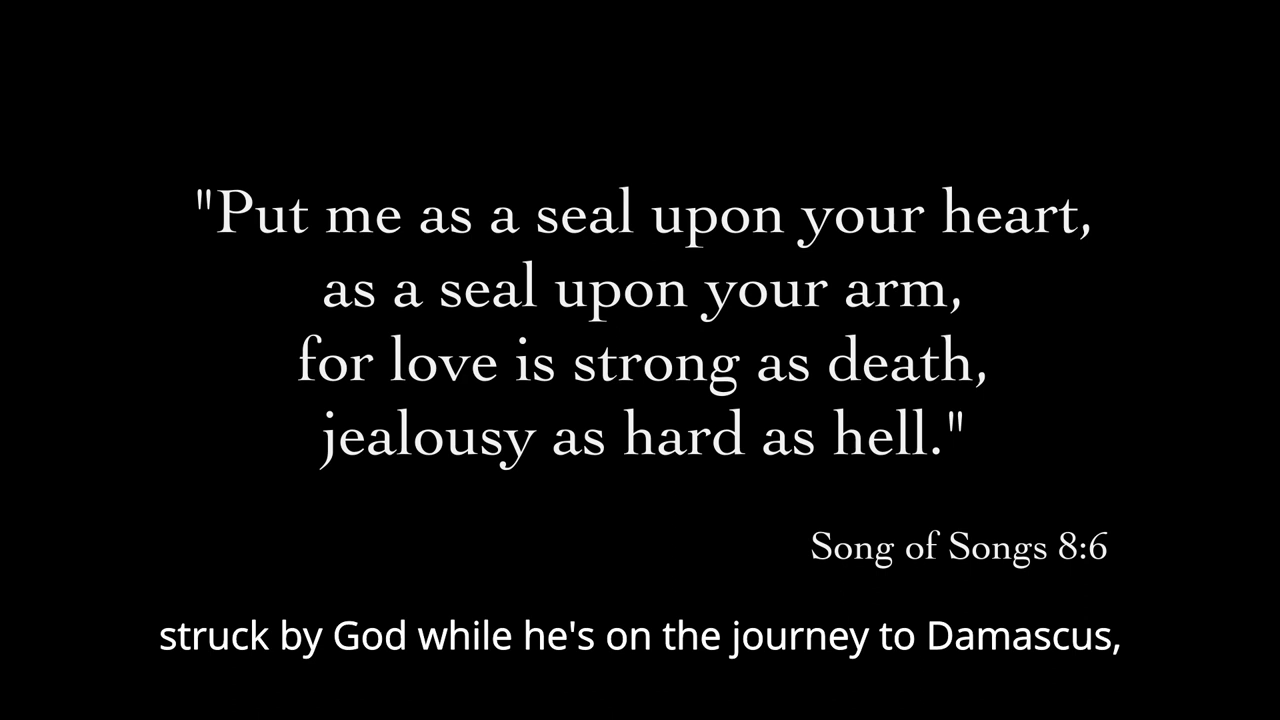 "Put me as a seal upon your heart,
as a seal upon your arm,
for love is strong as death,
jealousy as hard as hell."
Song of Songs 8:6
struck by God while he's on the journey to Damascus,